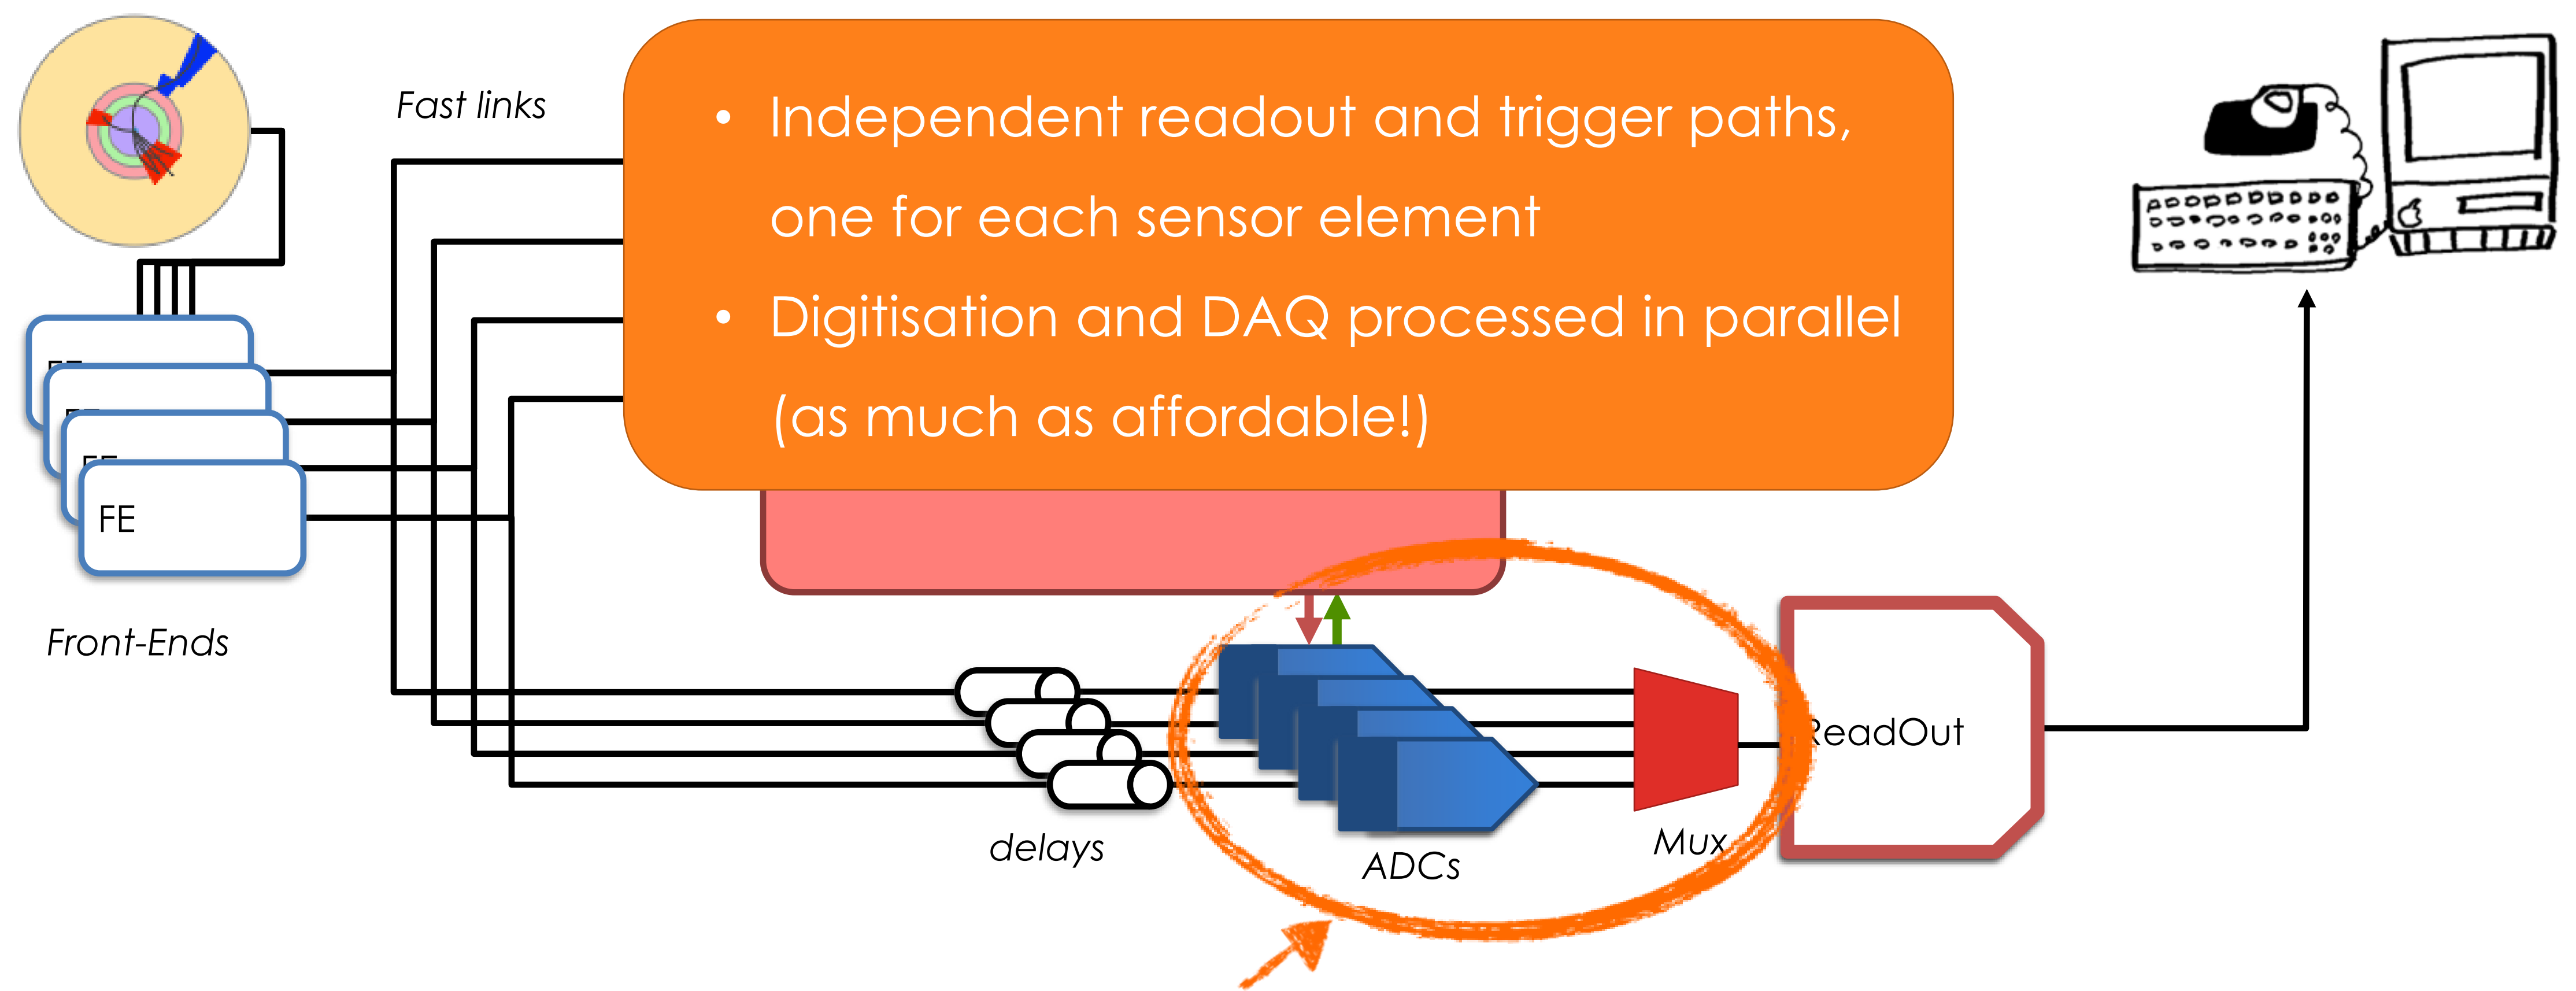 Fast links
• Independent readout and trigger paths,
one for each sensor element
• Digitisation and DAQ processed in parallel
(as much as affordable!)
FE
Front-Ends
delays
ADCs
Mux
ReadOut